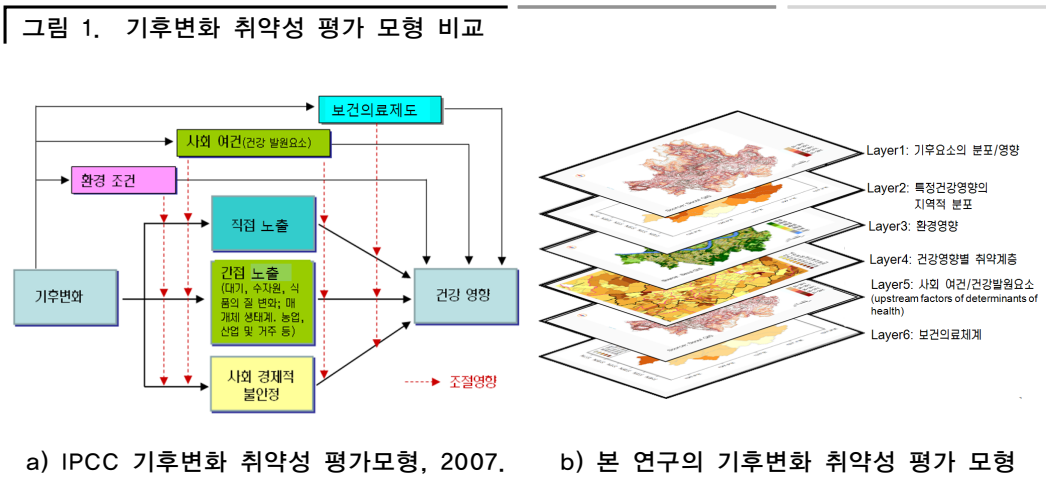 그림 1. 기후변화 취약성 평가 모형 비교
보건의료제도
사회 여건(건강 발원요소)
환경 조건
직접 노출
기후변화
간접 노출
(대기, 수자원, 식
품의 질 변화; 매
개체 생태계. 농업,
산업 및 거주 등)
건강 영향
사회 경제적
불안정
조절영향
Layer1: 기후요소의 분포/영향
Layer2: 특정건강영향의
지역적 분포
Layer3: 환경영향
Layer4: 건강영향별 취약계층
Layer5: 사회 여건/건강발원요소
(upstream factors of determinants of
health)
Layer6: 보건의료체계
a) IPCC 기후변화 취약성 평가모형, 2007.
b) 본 연구의 기후변화 취약성 평가 모형